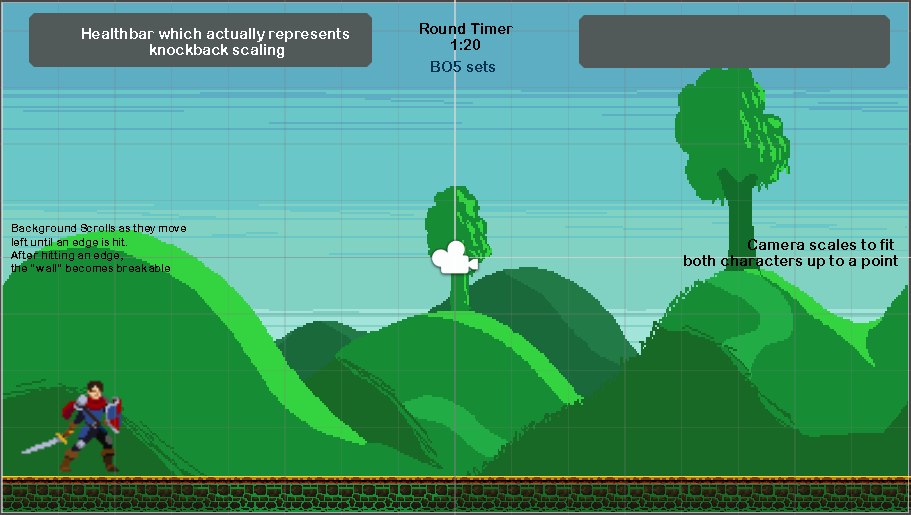 Healthbar which actually represents
knockback scaling
Round Timer
1:20
BO5 sets
Background Scrolls as they move
left until an edge is hit.
After hitting an edge,
the "wall" becomes breakable
Camera scales to fit
both characters up to a point